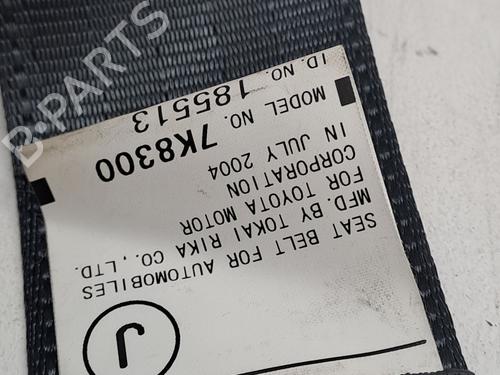 SEAT BELT FOR AUTOMOBILES
MFD. BY TOKAI RIKA CO., LTD.
FOR TOYOTA MOTOR
CORPORATION
IN JULY 2004
MODEL NO. 7K8300
I.D. NO. 185513
J
B-PARTS